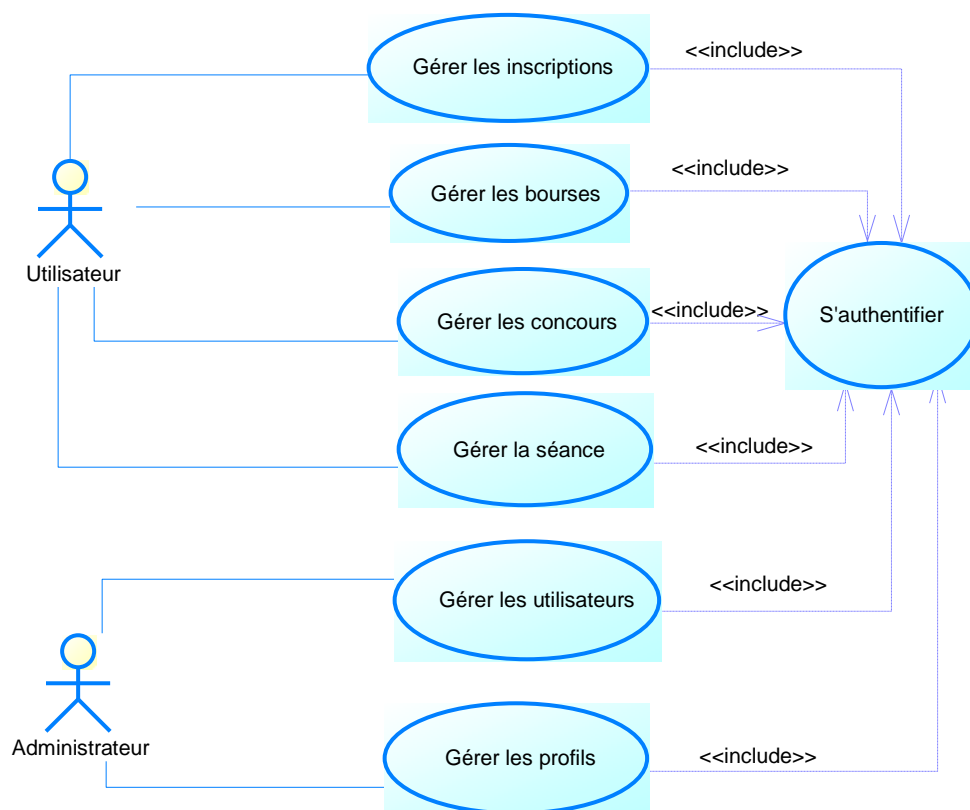 Gérer les inscriptions
<<include>>
Gérer les bourses
<<include>>
Utilisateur
Gérer les concours
<<include>>
S'authentifier
Gérer la séance
<<include>>
Gérer les utilisateurs
<<include>>
Administrateur
Gérer les profils
<<include>>